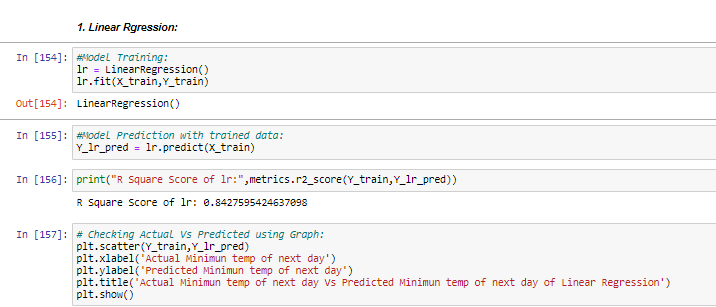 1. Linear Rgression:
In [154]: #Model Training:
lr = LinearRegression()
lr.fit(X_train,Y_train)
Out[154]: LinearRegression()
In [155]: #Model Prediction with trained data:
Y_lr_pred = lr.predict(X_train)
In [156]: print("R Square Score of lr:",metrics.r2_score(Y_train,Y_lr_pred))
R Square Score of lr: 0.8427595424637098
In [157]: # Checking Actual Vs Predicted using Graph:
plt.scatter(Y_train,Y_lr_pred)
plt.xlabel('Actual Minimun temp of next day')
plt.ylabel('Predicted Minimun temp of next day')
plt.title('Actual Minimun temp of next day Vs Predicted Minimun temp of next day of Linear Regression')
plt.show()